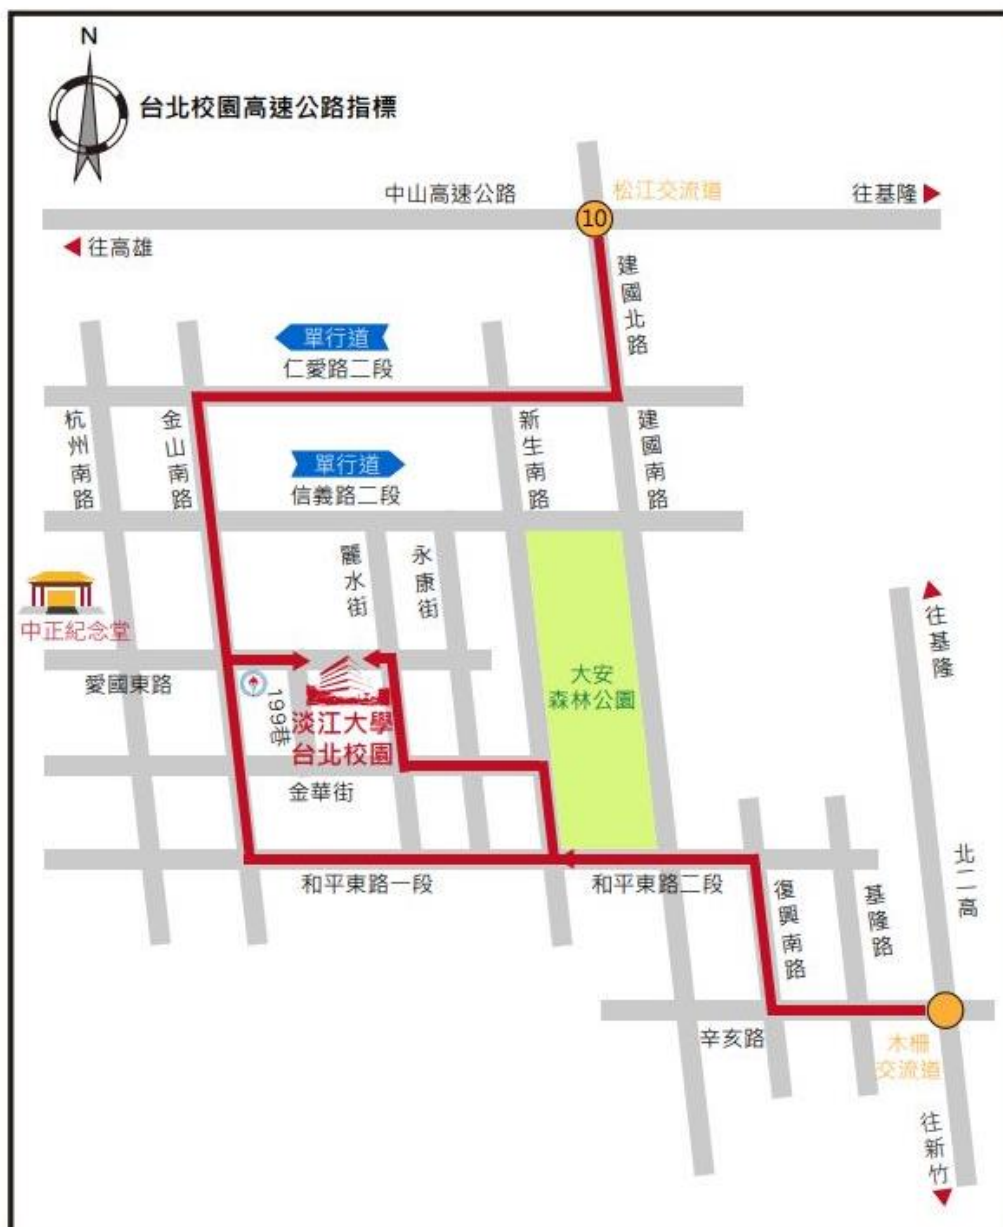 N
台北校園高速公路指標
中山高速公路
松江交流道
往基隆
10
往高雄
建國北路
單行道
仁愛路二段
杭州南路
金山南路
新生南路
建國南路
單行道
信義路二段
麗水街
永康街
中正紀念堂
愛國東路
199巷
淡江大學
台北校園
大安
森林公園
往基隆
金華街
和平東路一段
和平東路二段
復興南路
基隆路
北二高
辛亥路
木柵
交流道
往新竹